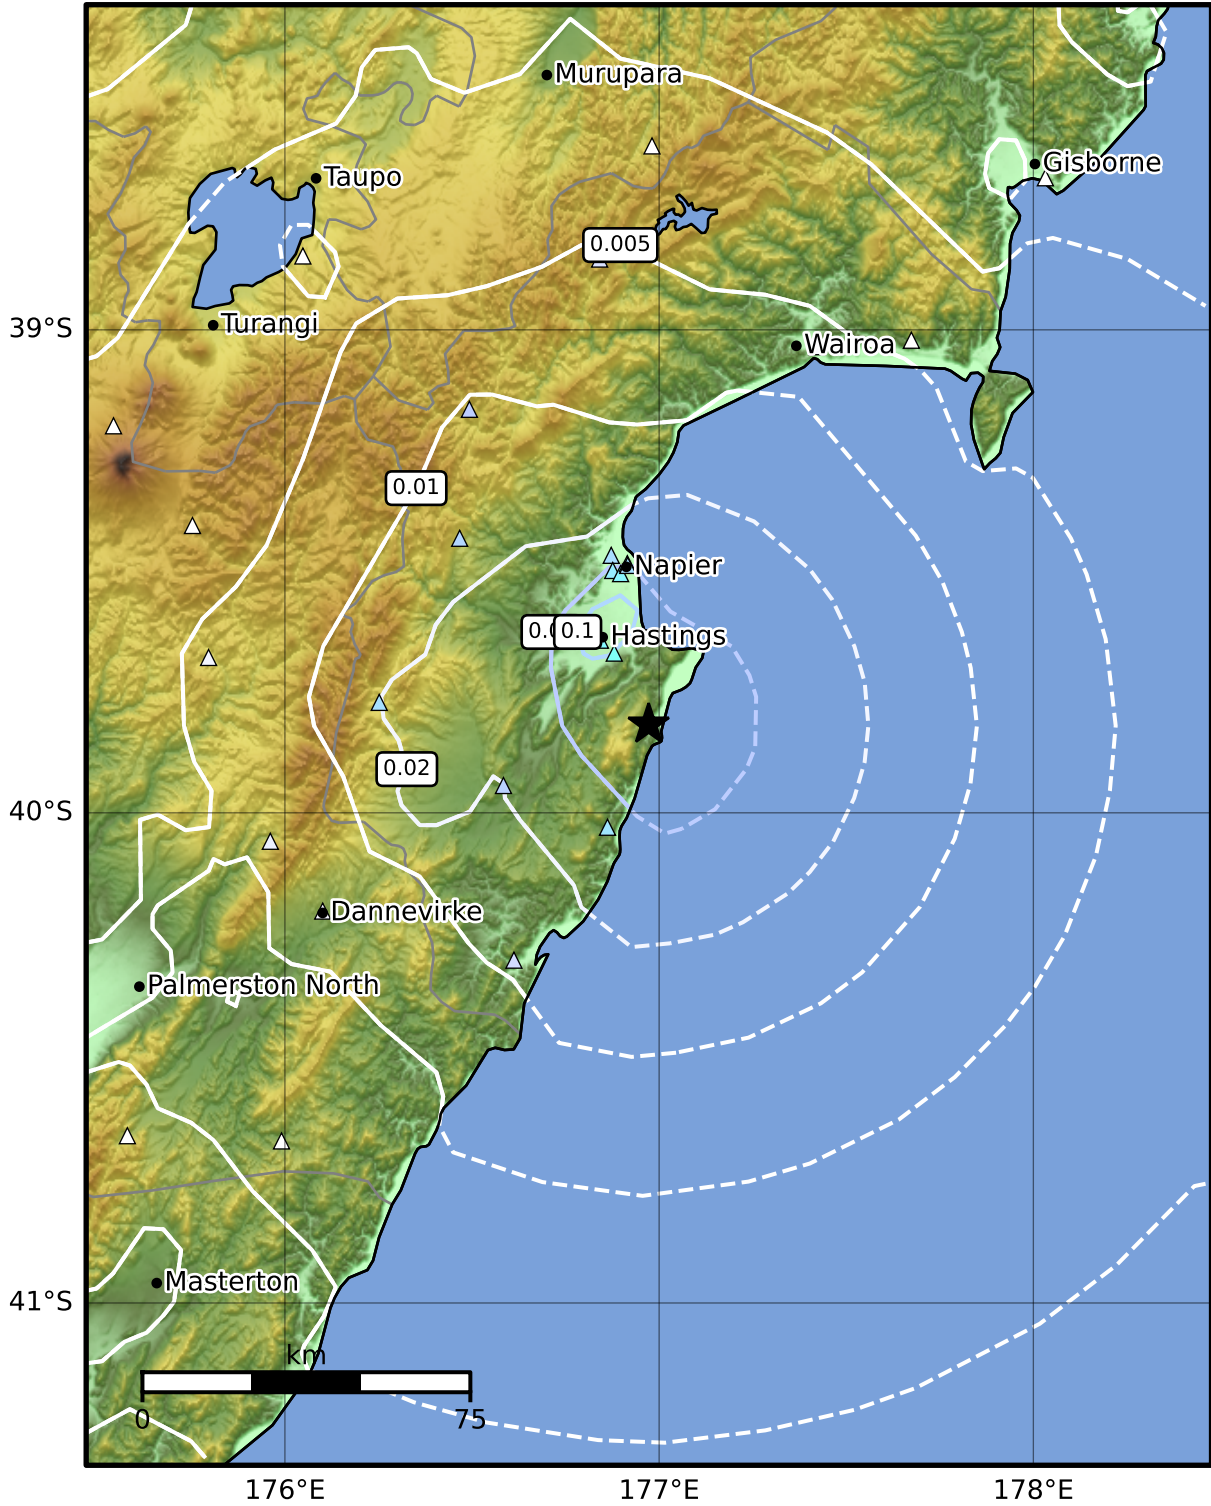 Murupara
Gisborne
Taupo
0.005
Turangi
39°S
Wairoa
0.01
Napier
0.1
Hastings
0.02
40°S
Dannevirke
Palmerston North
Masterton
41°S
km
0 75
176°E 177°E 178°E